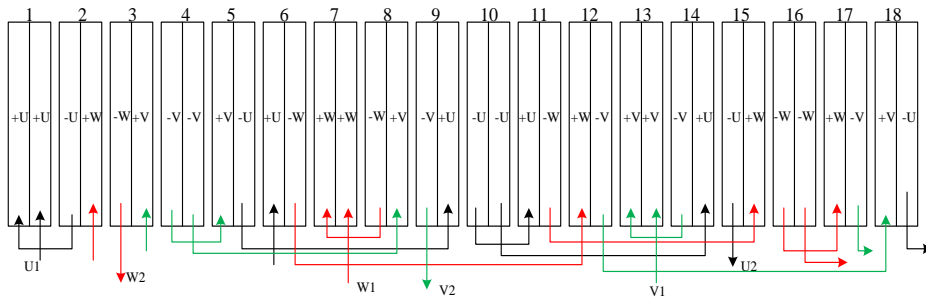 1 2 3 4 5 6 7 8 9 10 11 12 13 14 15 16 17 18
+U +U -U +W -W +V -V -V +V -U +U -W +W +W -W +V -V +U -U -U +U -W +W -V +V +V -V +U -U +W -W -W +W -V +V -U
U1 W2 W1 V2 V1 U2